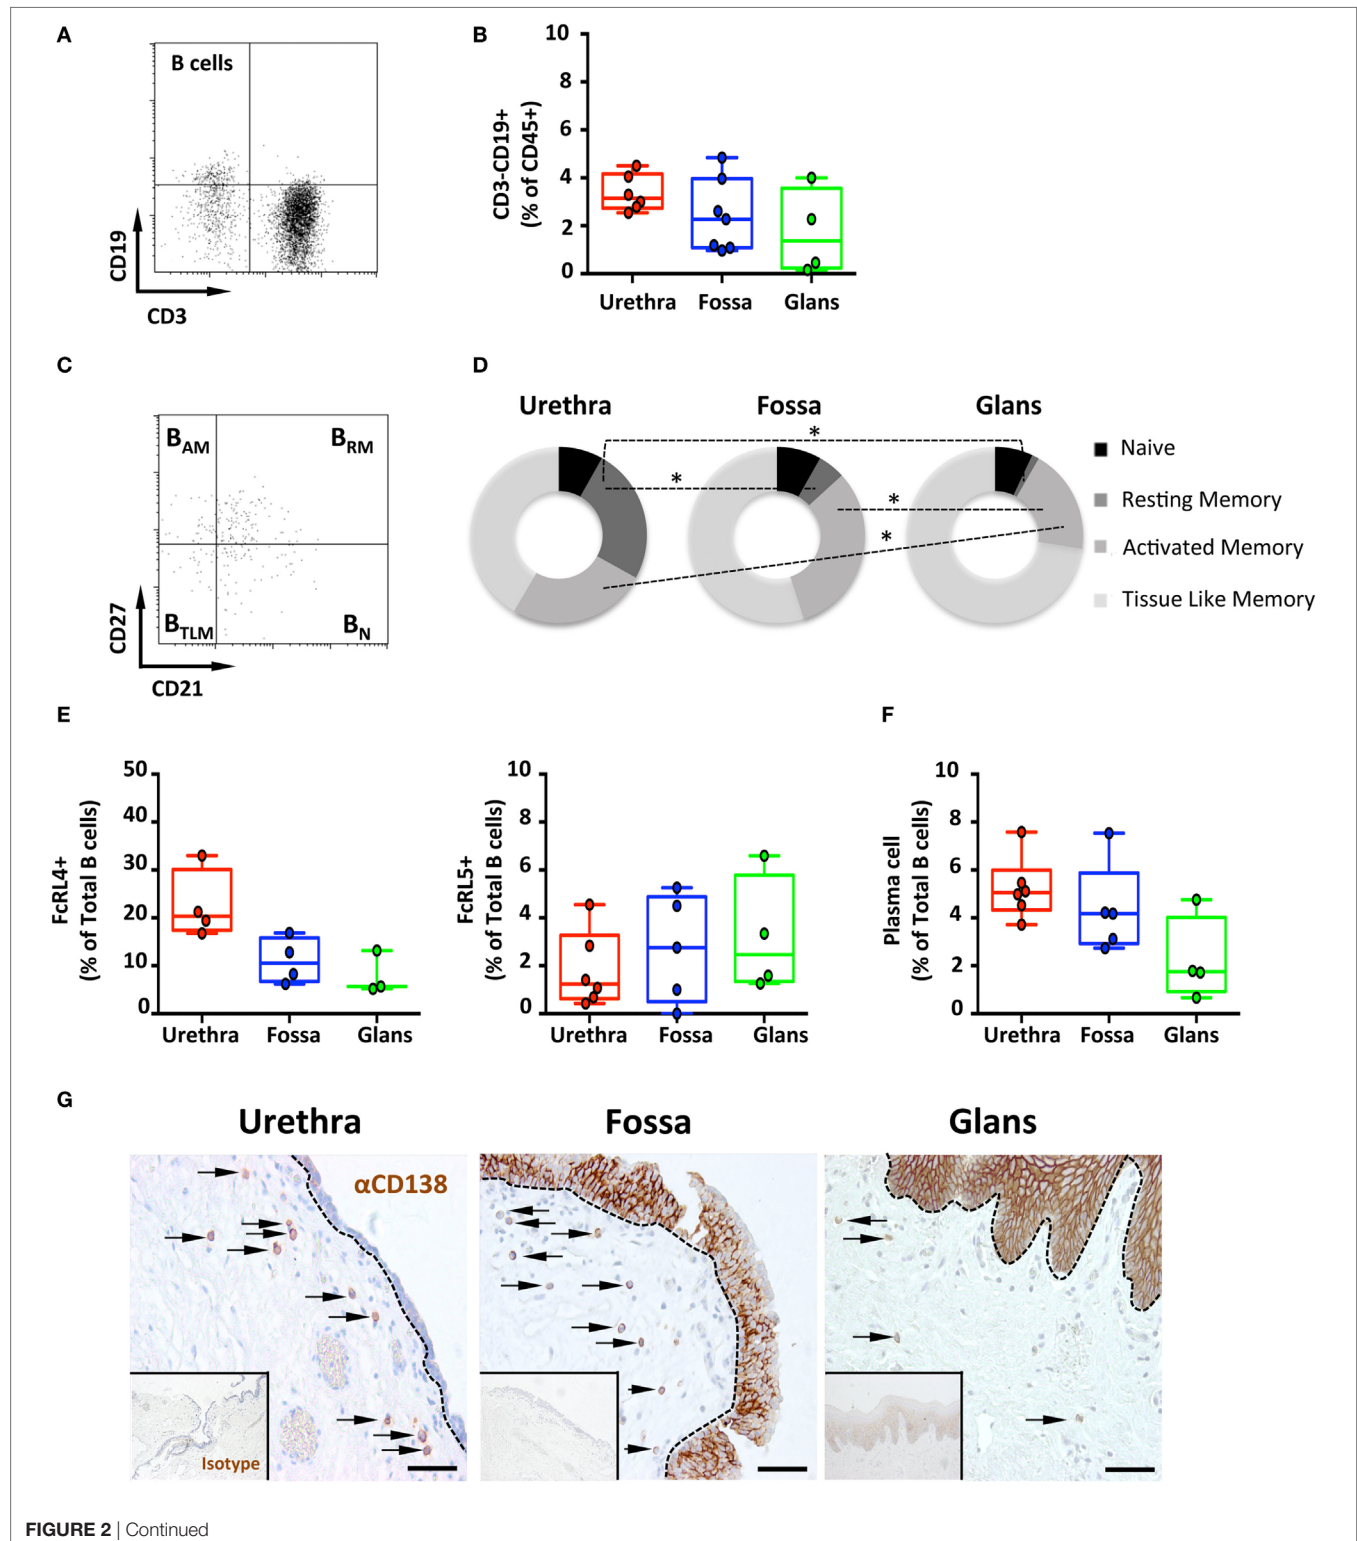 A
B cells
CD19
CD3
B
10
8
6
4
2
0
CD3-CD19+
(% of CD45+)
Urethra Fossa Glans
C
BAM
BRM
BTLM
BN
CD27
CD21
D
Urethra Fossa Glans
*
*
*
*
Naive
Resting Memory
Activated Memory
Tissue Like Memory
E
50
40
30
20
10
0
FcRL4+
(% of Total B cells)
Urethra Fossa Glans
10
8
6
4
2
0
FcRL5+
(% of Total B cells)
Urethra Fossa Glans
F
10
8
6
4
2
0
Plasma cell
(% of Total B cells)
Urethra Fossa Glans
G
Urethra Fossa Glans
αCD138
Isotype
FIGURE 2 | Continued